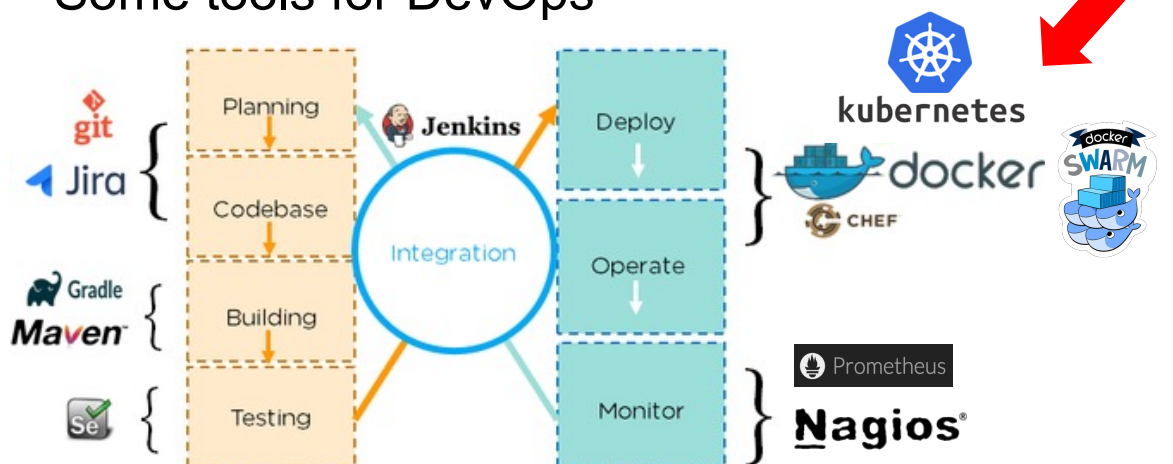 Some tools for DevOps
git
Jira
Gradle
Maven
Se
Planning
Codebase
Building
Testing
Jenkins
Integration
Deploy
Operate
Monitor
kubernetes
docker
CHEF
docker
SWARM
Prometheus
Nagios®